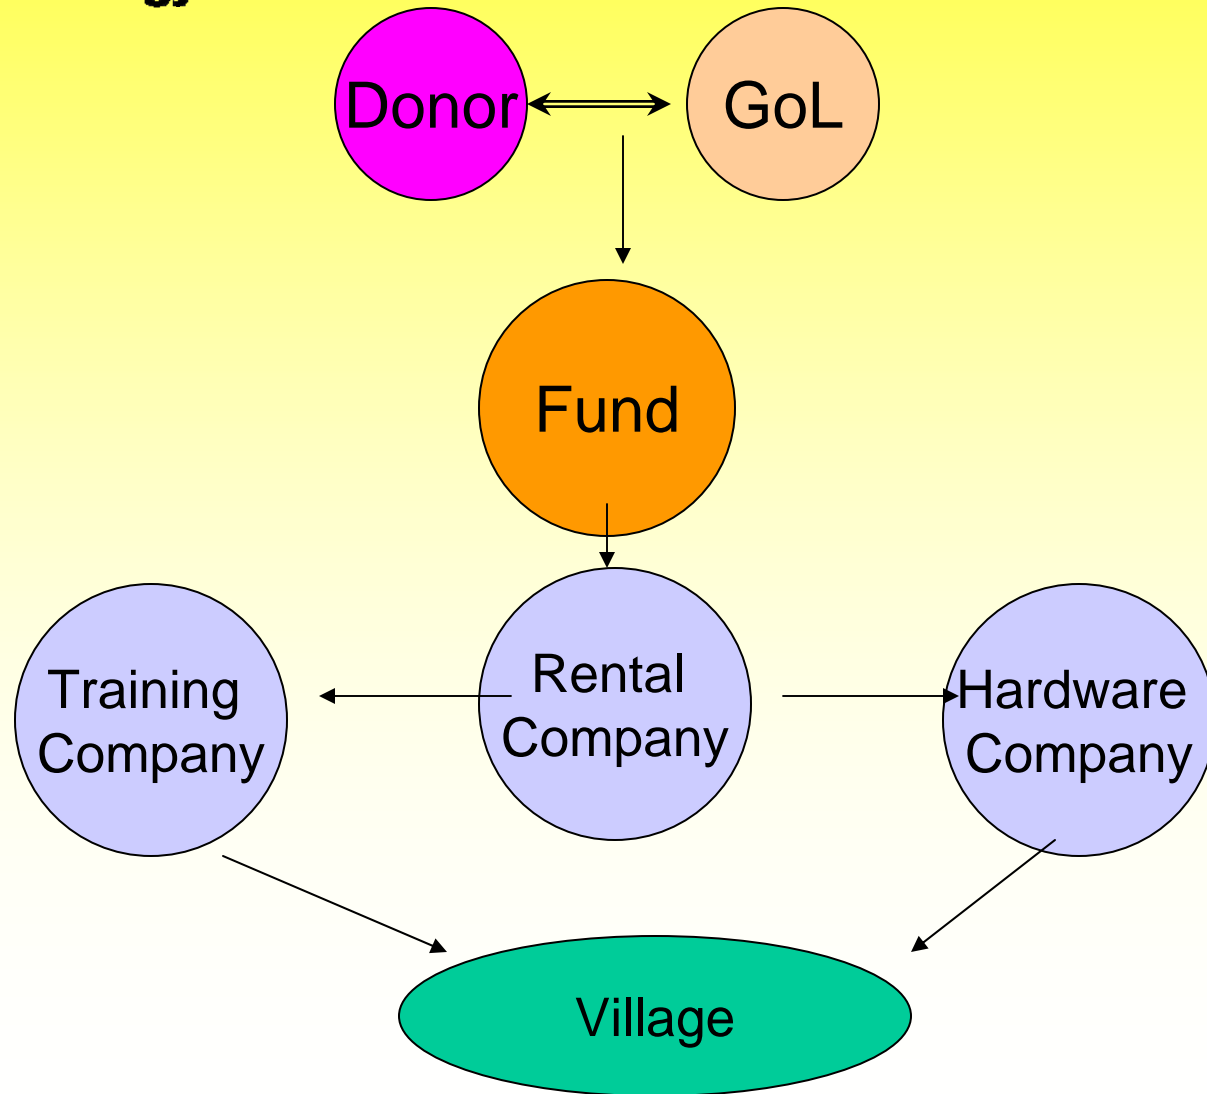 Donor
GoL
Fund
Training
Company
Rental
Company
Hardware
Company
Village